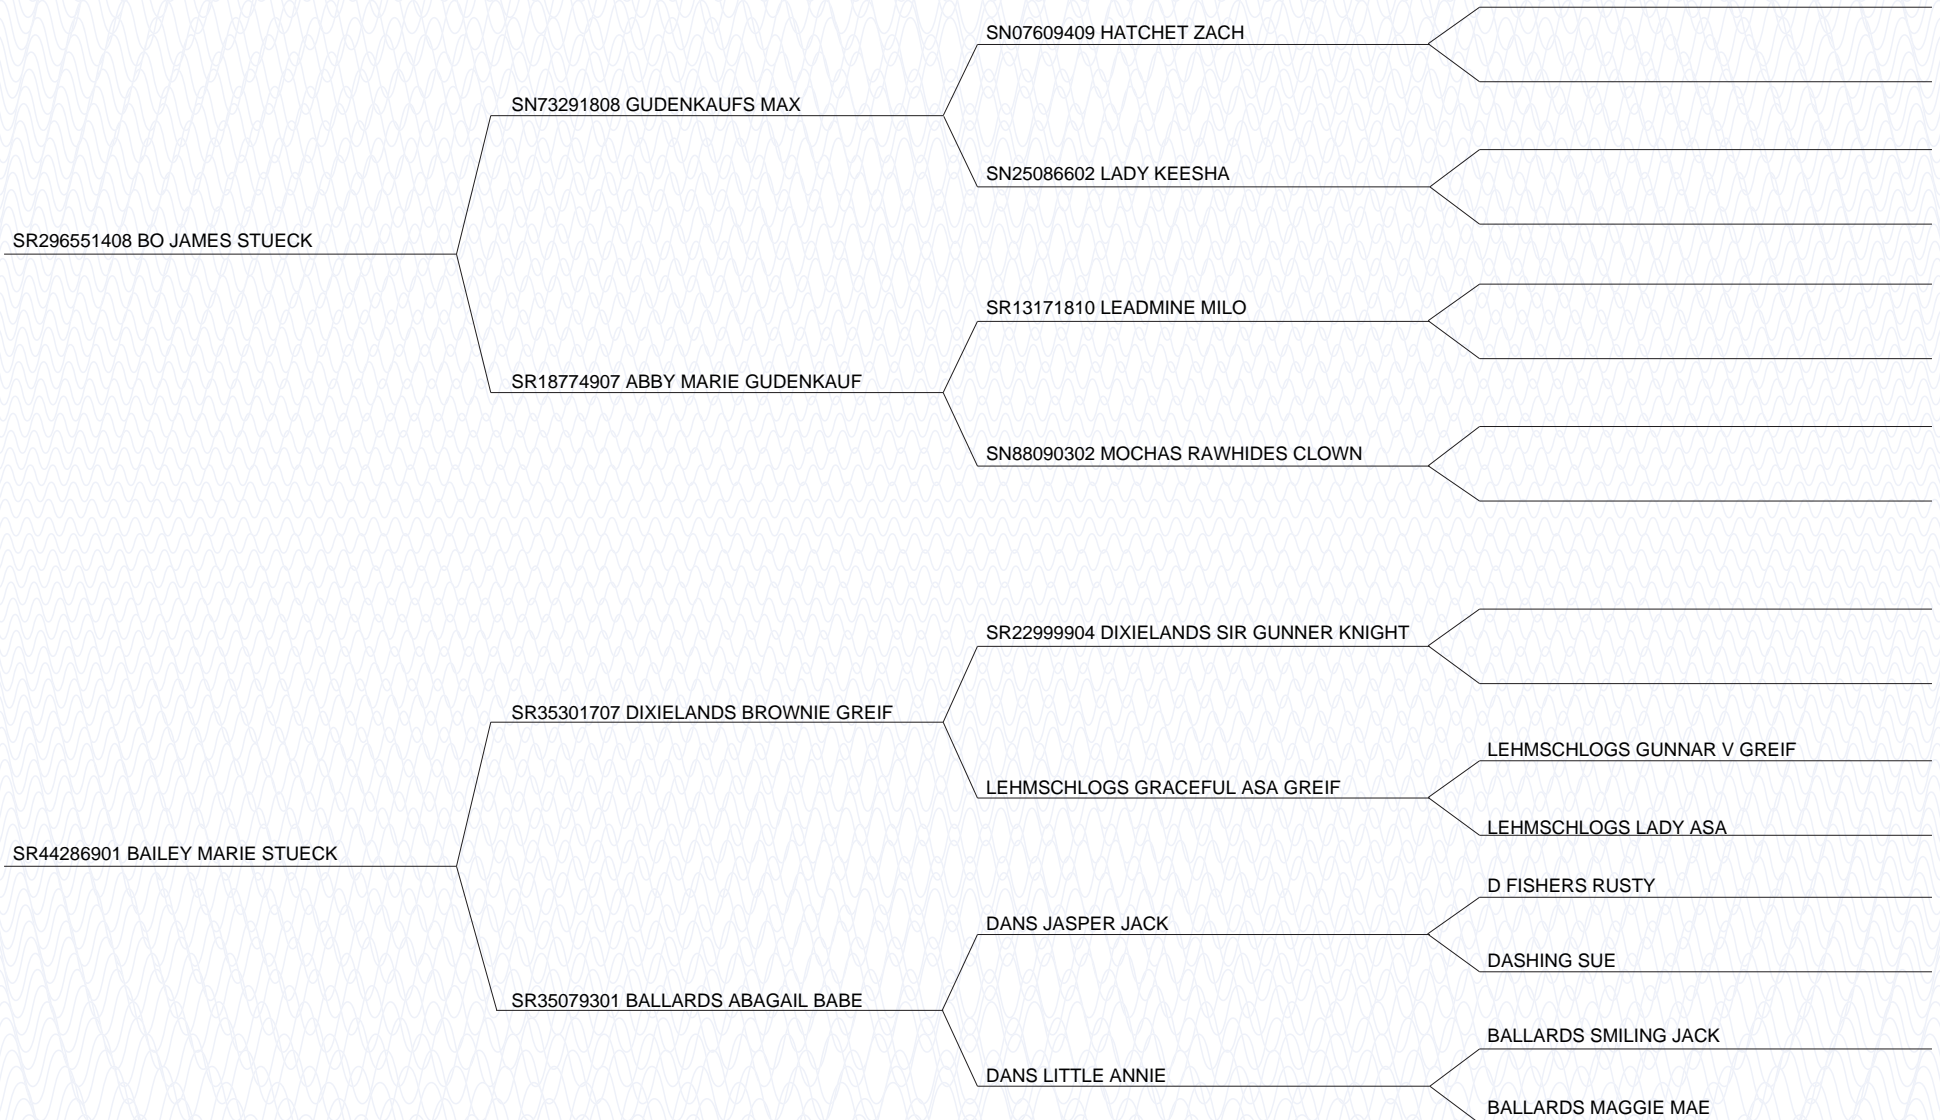 SN07609409 HATCHET ZACH
SN73291808 GUDENKAUFS MAX
SN25086602 LADY KEESHA
SR296551408 BO JAMES STUECK
SR13171810 LEADMINE MILO
SR18774907 ABBY MARIE GUDENKAUF
SN88090302 MOCHAS RAWHIDES CLOWN
SR22999904 DIXIELANDS SIR GUNNER KNIGHT
SR35301707 DIXIELANDS BROWNIE GREIF
LEHMSCHLOGS GUNNAR V GREIF
LEHMSCHLOGS GRACEFUL ASA GREIF
LEHMSCHLOGS LADY ASA
SR44286901 BAILEY MARIE STUECK
D FISHERS RUSTY
DANS JASPER JACK
DASHING SUE
SR35079301 BALLARDS ABAGAIL BABE
BALLARDS SMILING JACK
DANS LITTLE ANNIE
BALLARDS MAGGIE MAE